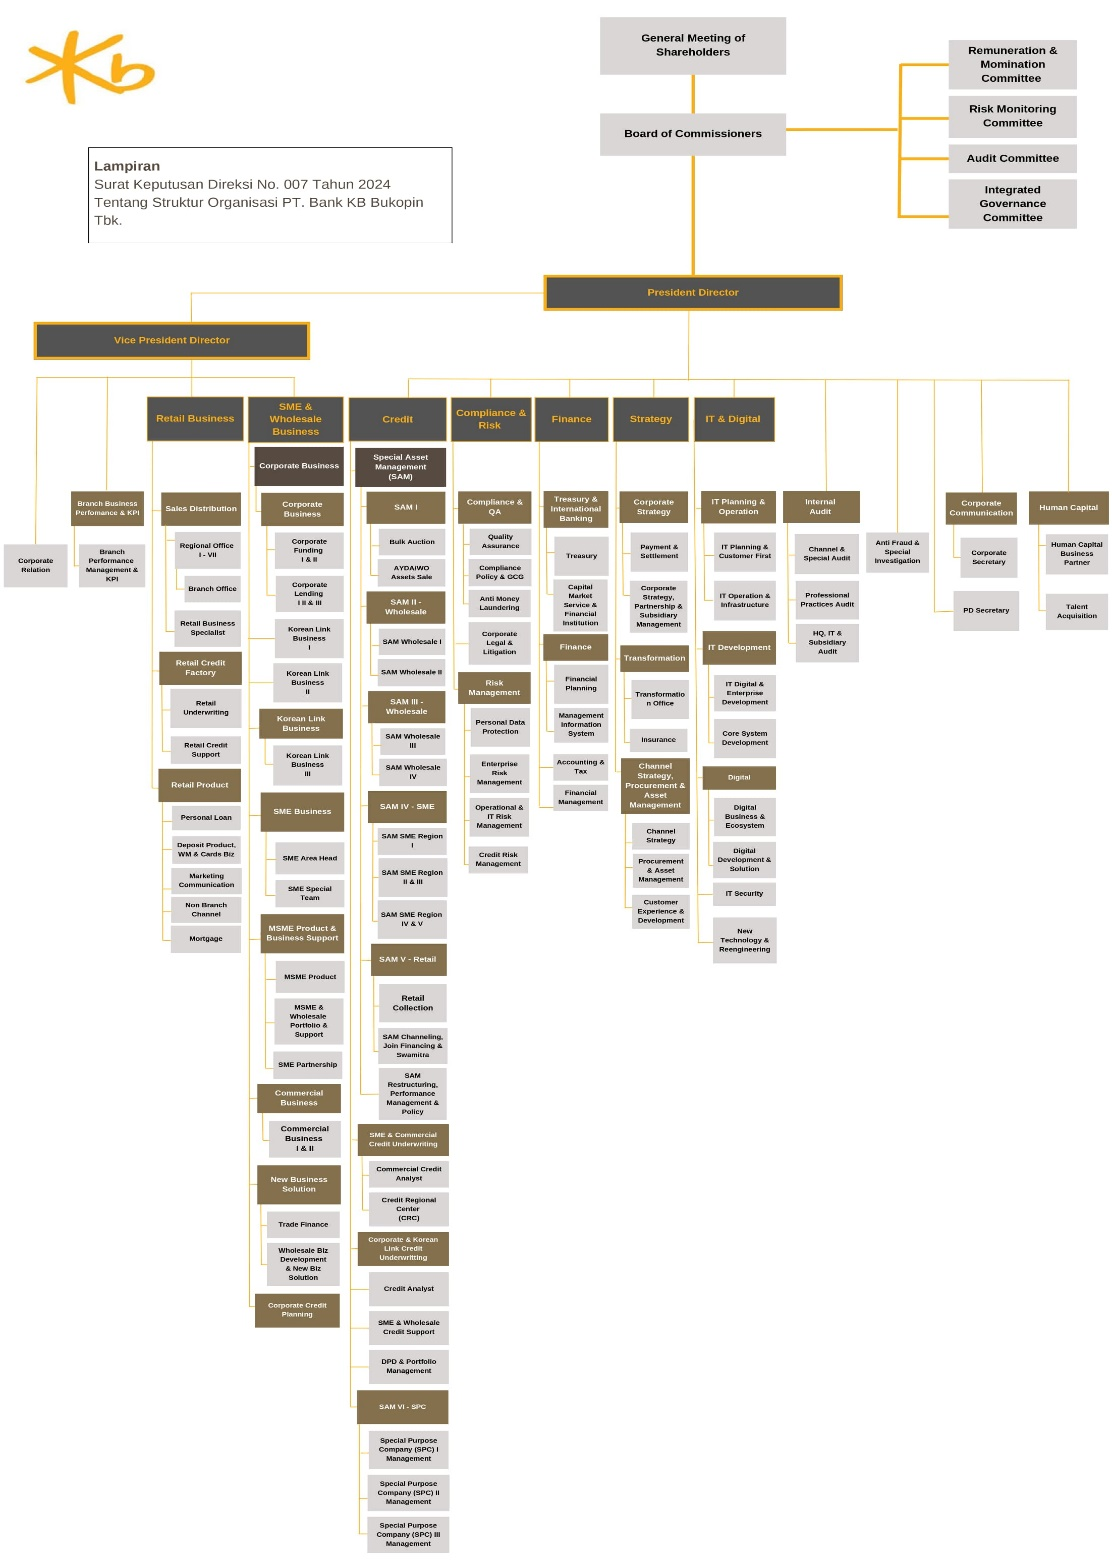 Kb
General Meeting of
Shareholders
Remuneration &
Momination
Committee
Risk Monitoring
Committee
Board of Commissioners
Audit Committee
Integrated
Governance
Committee
Lampiran
Surat Keputusan Direksi No. 007 Tahun 2024
Tentang Struktur Organisasi PT. Bank KB Bukopin
Tbk.
President Director
Vice President Director
Corporate
Relation
Branch Business
Perfomance & KPI
Branch
Performance
Management &
KPI
Retail Business
Sales Distribution
Regional Office
I - VII
Branch Office
Retail Business
Specialist
Retail Credit
Factory
Retail
Underwriting
Retail Credit
Support
Retail Product
Personal Loan
Deposit Product,
WM & Cards Biz
Marketing
Communication
Non Branch
Channel
Mortgage
SME &
Wholesale
Business
Corporate Business
Corporate
Business
Corporate
Funding
I & II
Corporate
Lending
I II & III
Korean Link
Business
I
Korean Link
Business
II
Korean Link
Business
Korean Link
Business
III
SME Business
SME Area Head
SME Special
Team
MSME Product &
Business Support
MSME Product
MSME &
Wholesale
Portfolio &
Support
SME Partnership
Commercial
Business
Commercial
Business
I & II
New Business
Solution
Trade Finance
Wholesale Biz
Development
& New Biz
Solution
Corporate Credit
Planning
Credit
Special Asset
Management
(SAM)
SAM I
Bulk Auction
AYDA/WO
Assets Sale
SAM II -
Wholesale
SAM Wholesale I
SAM Wholesale II
SAM III -
Wholesale
SAM Wholesale
III
SAM Wholesale
IV
SAM IV - SME
SAM SME Region
I
SAM SME Region
II & III
SAM SME Region
IV & V
SAM V - Retail
Retail
Collection
SAM Channeling,
Join Financing &
Swamitra
SAM
Restructuring,
Performance
Management &
Policy
SME & Commercial
Credit Underwriting
Commercial Credit
Analyst
Credit Regional
Center
(CRC)
Corporate & Korean
Link Credit
Underwritting
Credit Analyst
SME & Wholesale
Credit Support
DPD & Portfolio
Management
SAM VI - SPC
Special Purpose
Company (SPC) I
Management
Special Purpose
Company (SPC) II
Management
Special Purpose
Company (SPC) III
Management
Compliance &
Risk
Compliance &
QA
Quality
Assurance
Compliance
Policy & GCG
Anti Money
Laundering
Corporate
Legal &
Litigation
Risk
Management
Personal Data
Protection
Enterprise
Risk
Management
Operational &
IT Risk
Management
Credit Risk
Management
Finance
Treasury &
International
Banking
Treasury
Capital
Market
Service &
Financial
Institution
Finance
Financial
Planning
Management
Information
System
Accounting &
Tax
Financial
Management
Strategy
Corporate
Strategy
Payment &
Settlement
Corporate
Strategy,
Partnership &
Subsidiary
Management
Transformation
Transformatio
n Office
Insurance
Channel
Strategy,
Procurement &
Asset
Management
Channel
Strategy
Procurement
& Asset
Management
Customer
Experience &
Development
IT & Digital
IT Planning &
Operation
IT Planning &
Customer First
IT Operation &
Infrastructure
IT Development
IT Digital &
Enterprise
Development
Core System
Development
Digital
Digital
Business &
Ecosystem
Digital
Development &
Solution
IT Security
New
Technology &
Reengineering
Internal
Audit
Channel &
Special Audit
Professional
Practices Audit
HQ, IT &
Subsidiary
Audit
Anti Fraud &
Special
Investigation
Corporate
Communication
Corporate
Secretary
PD Secretary
Human Capital
Human Capital
Business
Partner
Talent
Acquisition